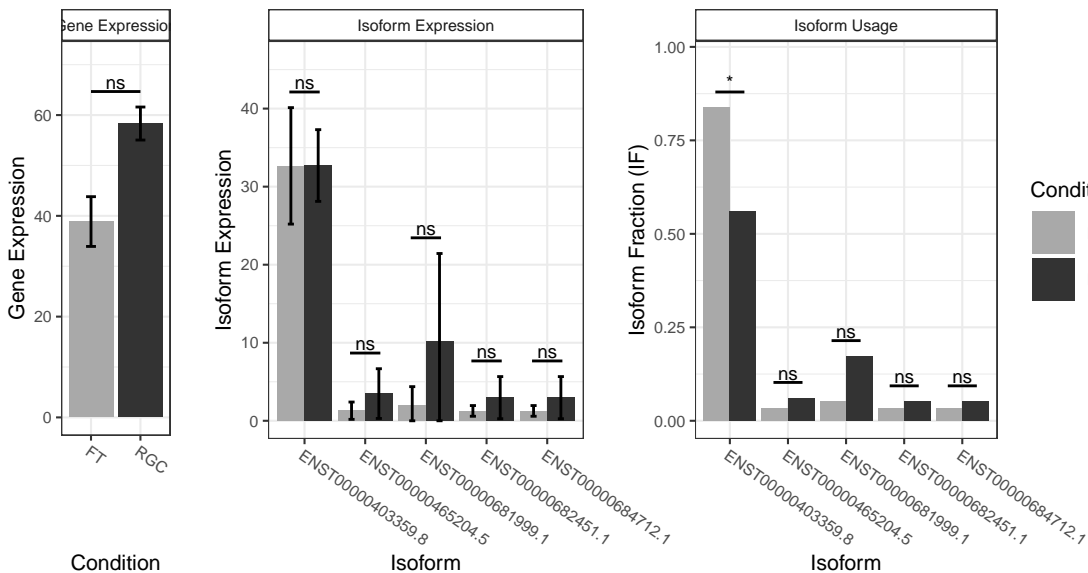 Gene Expression
Isoform Expression
Isoform Usage
Gene Expression
60
40
20
0
ns
FT
RGC
Condition
Isoform Expression
40
30
20
10
0
ns
ns
ns
ns
ns
ENST00000403359.8
ENST00000465204.5
ENST00000681999.1
ENST00000682451.1
ENST00000684712.1
Isoform
Isoform Fraction (IF)
1.00
0.75
0.50
0.25
0.00
*
ns
ns
ns
ns
ENST00000403359.8
ENST00000465204.5
ENST00000681999.1
ENST00000682451.1
ENST00000684712.1
Isoform
Condit